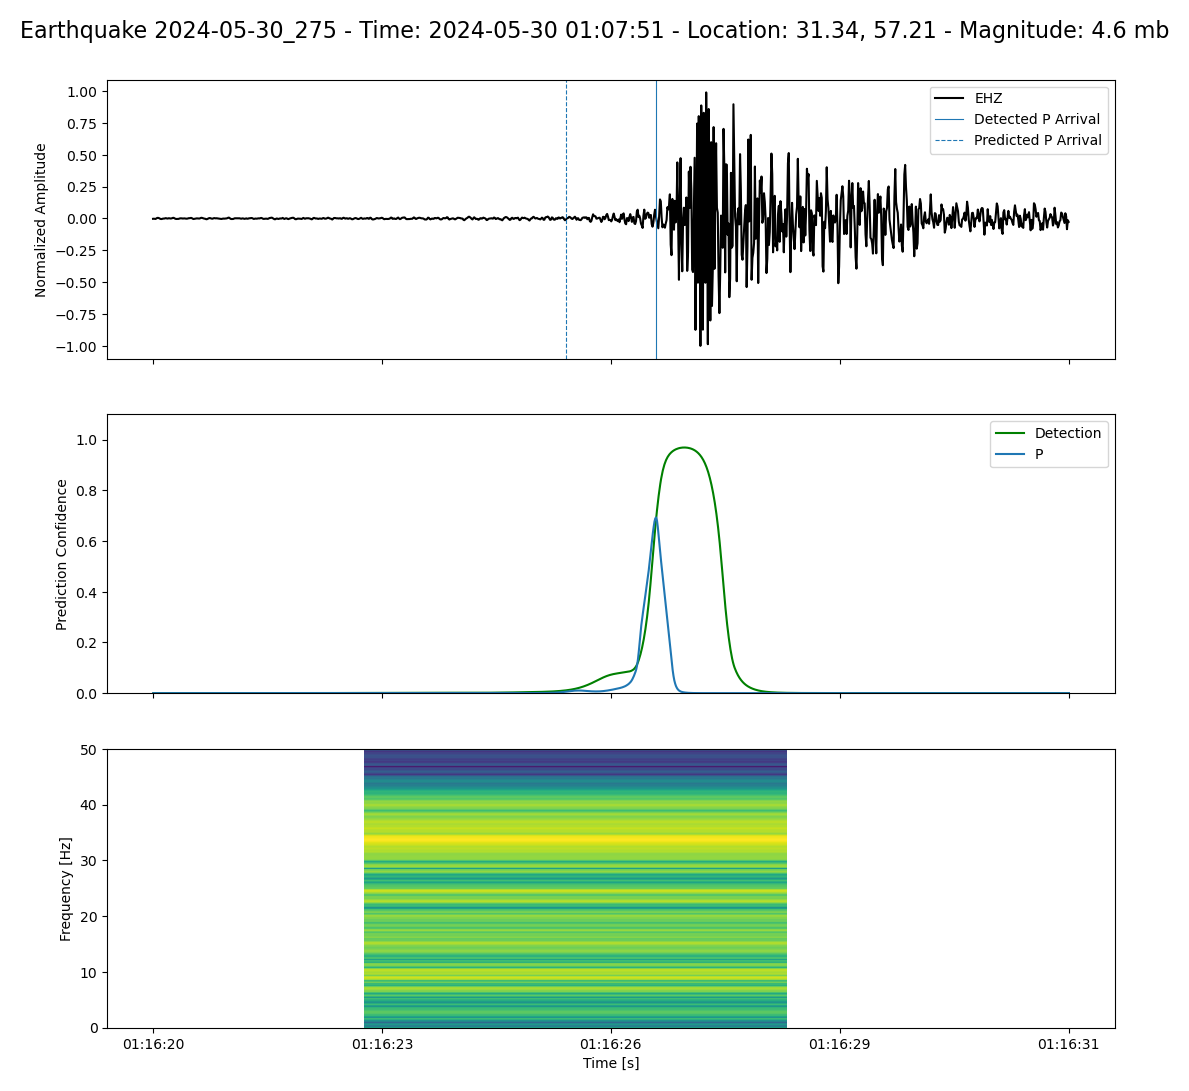 Earthquake 2024-05-30_275 - Time: 2024-05-30 01:07:51 - Location: 31.34, 57.21 - Magnitude: 4.6 mb
Normalized Amplitude
1.00
0.75
0.50
0.25
0.00
−0.25
−0.50
−0.75
−1.00
EHZ
Detected P Arrival
Predicted P Arrival
Prediction Confidence
1.0
0.8
0.6
0.4
0.2
0.0
Detection
P
Frequency [Hz]
50
40
30
20
10
0
01:16:20
01:16:23
01:16:26
01:16:29
01:16:31
Time [s]